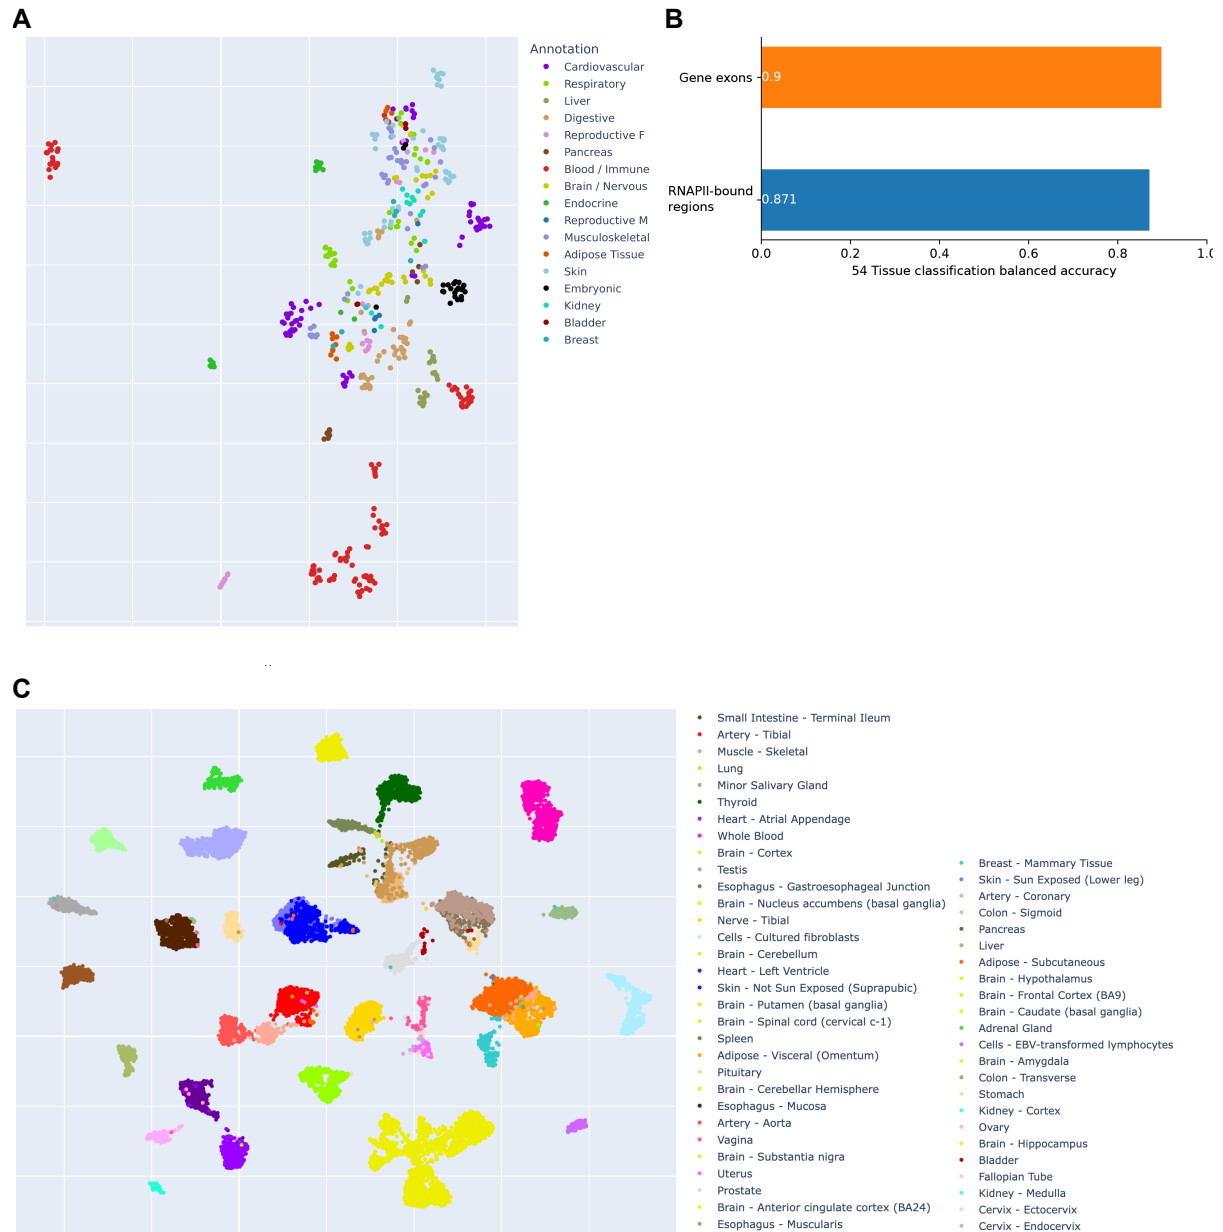 A
Annotation
Cardiovascular
Respiratory
Liver
Digestive
Reproductive F
Pancreas
Blood / Immune
Brain / Nervous
Endocrine
Reproductive M
Musculoskeletal
Adipose Tissue
Skin
Embryonic
Kidney
Bladder
Breast
B
Gene exons
0.9
RNAPII-bound
regions
0.871
0.0 0.2 0.4 0.6 0.8 1.0
54 Tissue classification balanced accuracy
C
Small Intestine - Terminal Ileum
Artery - Tibial
Muscle - Skeletal
Lung
Minor Salivary Gland
Thyroid
Heart - Atrial Appendage
Whole Blood
Brain - Cortex
Testis
Esophagus - Gastroesophageal Junction
Brain - Nucleus accumbens (basal ganglia)
Nerve - Tibial
Cells - Cultured fibroblasts
Brain - Cerebellum
Heart - Left Ventricle
Skin - Not Sun Exposed (Suprapubic)
Brain - Putamen (basal ganglia)
Brain - Spinal cord (cervical c-1)
Spleen
Adipose - Visceral (Omentum)
Pituitary
Brain - Cerebellar Hemisphere
Esophagus - Mucosa
Artery - Aorta
Vagina
Brain - Substantia nigra
Uterus
Prostate
Brain - Anterior cingulate cortex (BA24)
Esophagus - Muscularis
Breast - Mammary Tissue
Skin - Sun Exposed (Lower leg)
Artery - Coronary
Colon - Sigmoid
Pancreas
Liver
Adipose - Subcutaneous
Brain - Hypothalamus
Brain - Frontal Cortex (BA9)
Brain - Caudate (basal ganglia)
Adrenal Gland
Cells - EBV-transformed lymphocytes
Brain - Amygdala
Colon - Transverse
Stomach
Kidney - Cortex
Ovary
Brain - Hippocampus
Bladder
Fallopian Tube
Kidney - Medulla
Cervix - Ectocervix
Cervix - Endocervix